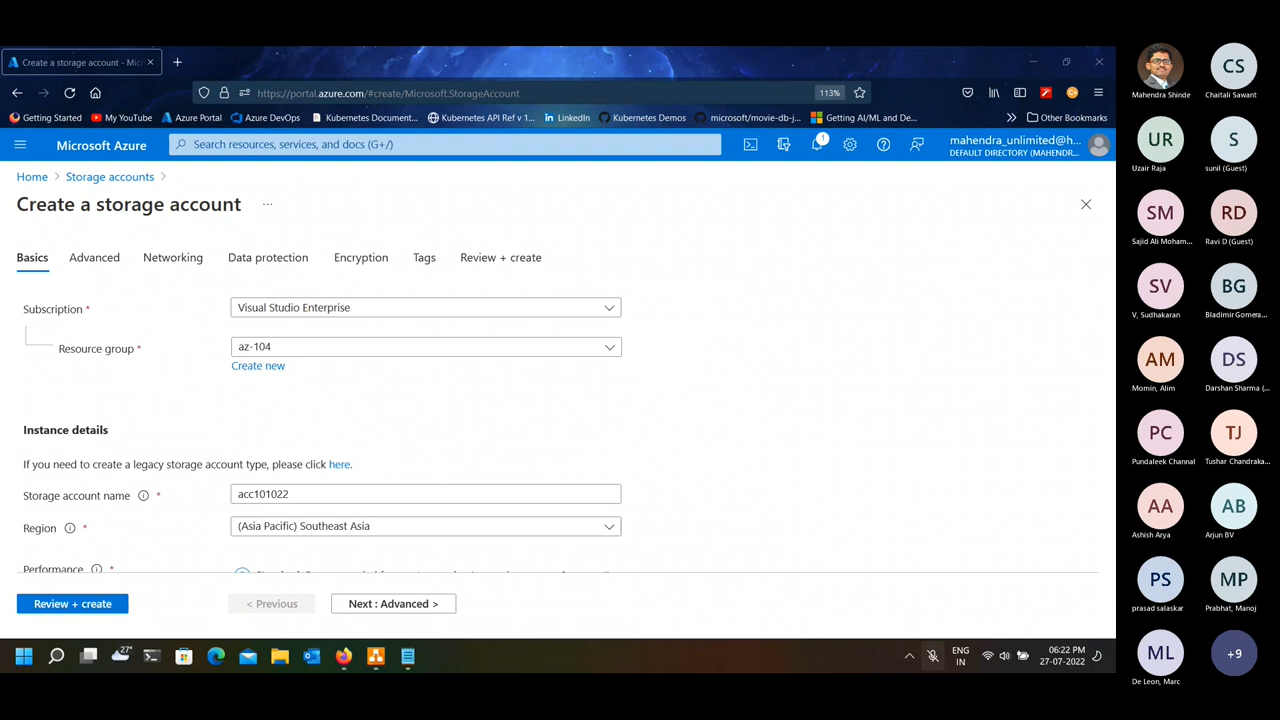 Create a storage account - Mic
113%
https://portal.azure.com/#create/Microsoft.StorageAccount
Getting Started
My YouTube
Azure Portal
Azure DevOps
Kubernetes Document...
Kubernetes API Ref v 1...
LinkedIn
Kubernetes Demos
microsoft/movie-db-j...
Getting AI/ML and De...
Other Bookmarks
Microsoft Azure
Search resources, services, and docs (G+/)
1
mahendra_unlimited@h...
DEFAULT DIRECTORY (MAHENDR...
Home > Storage accounts >
Create a storage account ...
Basics
Advanced
Networking
Data protection
Encryption
Tags
Review + create
Subscription *
Visual Studio Enterprise
Resource group *
az-104
Create new
Instance details
If you need to create a legacy storage account type, please click here.
Storage account name *
acc101022
Region *
(Asia Pacific) Southeast Asia
Performance *
Review + create
< Previous
Next : Advanced >
27°
ENG
IN
06:22 PM
27-07-2022
Mahendra Shinde
CS
Chaitali Sawant
UR
Uzair Raja
S
sunil (Guest)
SM
Sajid Ali Moham...
RD
Ravi D (Guest)
SV
V, Sudhakaran
BG
Bladimir Gomera...
AM
Momin, Alim
DS
Darshan Sharma (...
PC
Pundaleek Channal
TJ
Tushar Chandraka...
AA
Ashish Arya
AB
Arjun BV
PS
prasad salaskar
MP
Prabhat, Manoj
ML
De Leon, Marc
+9